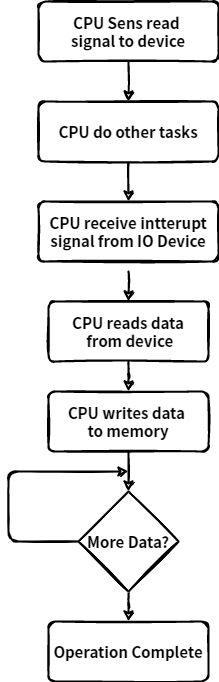 CPU Sens read
signal to device
CPU do other tasks
CPU receive intterupt
signal from IO Device
CPU reads data
from device
CPU writes data
to memory
More Data?
Operation Complete